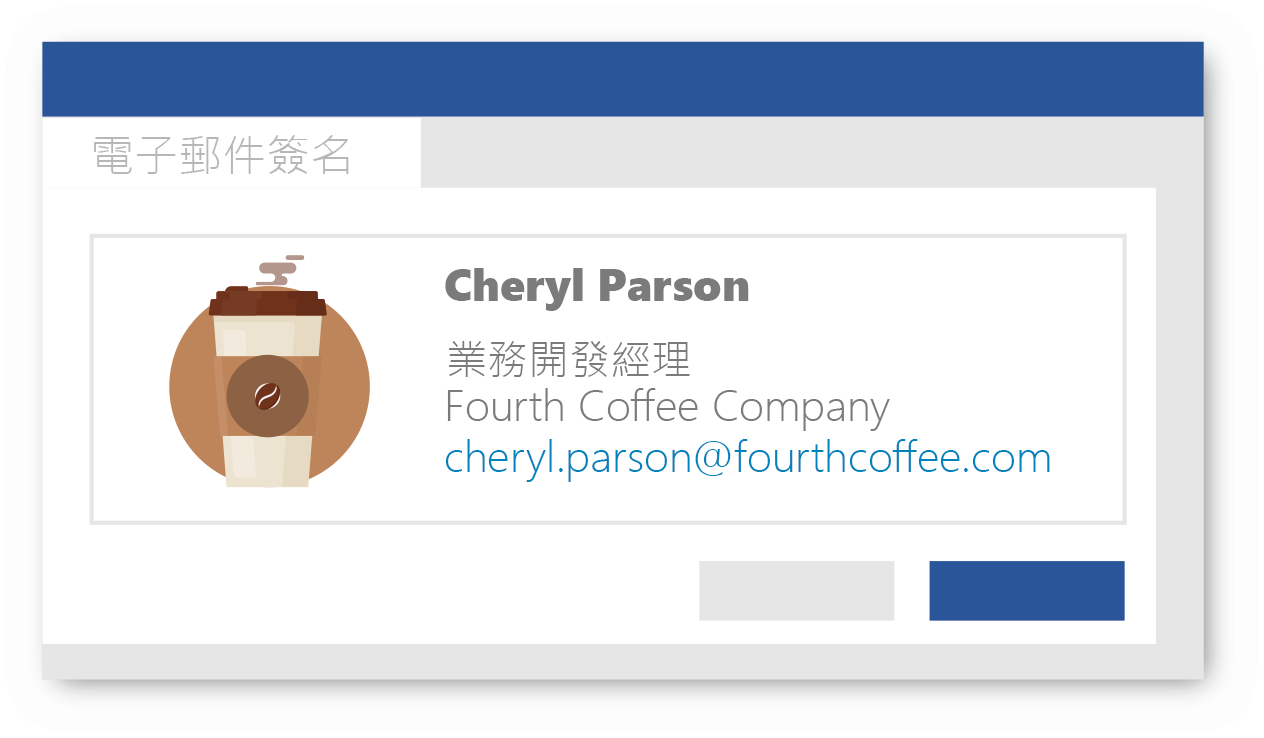 電子郵件簽名
Cheryl Parson
業務開發經理
Fourth Coffee Company
cheryl.parson@fourthcoffee.com